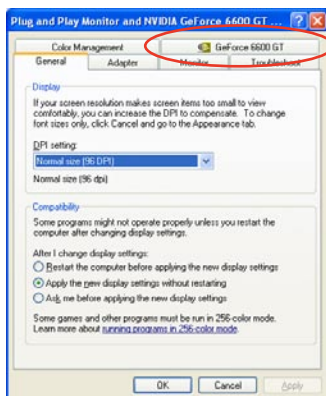 Plug and Play Monitor and NVIDIA GeForce 6600 GT ...
Color Management
GeForce 6600 GT
General
Adapter
Monitor
Troubleshoot
Display
If your screen resolution makes screen items too small to view
comfortably, you can increase the DPI to compensate. To change
font sizes only, click Cancel and go to the Appearance tab.
DPI setting:
Normal size (96 DPI)
Normal size (96 dpi)
Compatibility
Some programs might not operate properly unless you restart the
computer after changing display settings.
After I change display settings:
Restart the computer before applying the new display settings
Apply the new display settings without restarting
Ask me before applying the new display settings
Some games and other programs must be run in 256-color mode.
Learn more about running programs in 256-color mode.
OK
Cancel
Apply